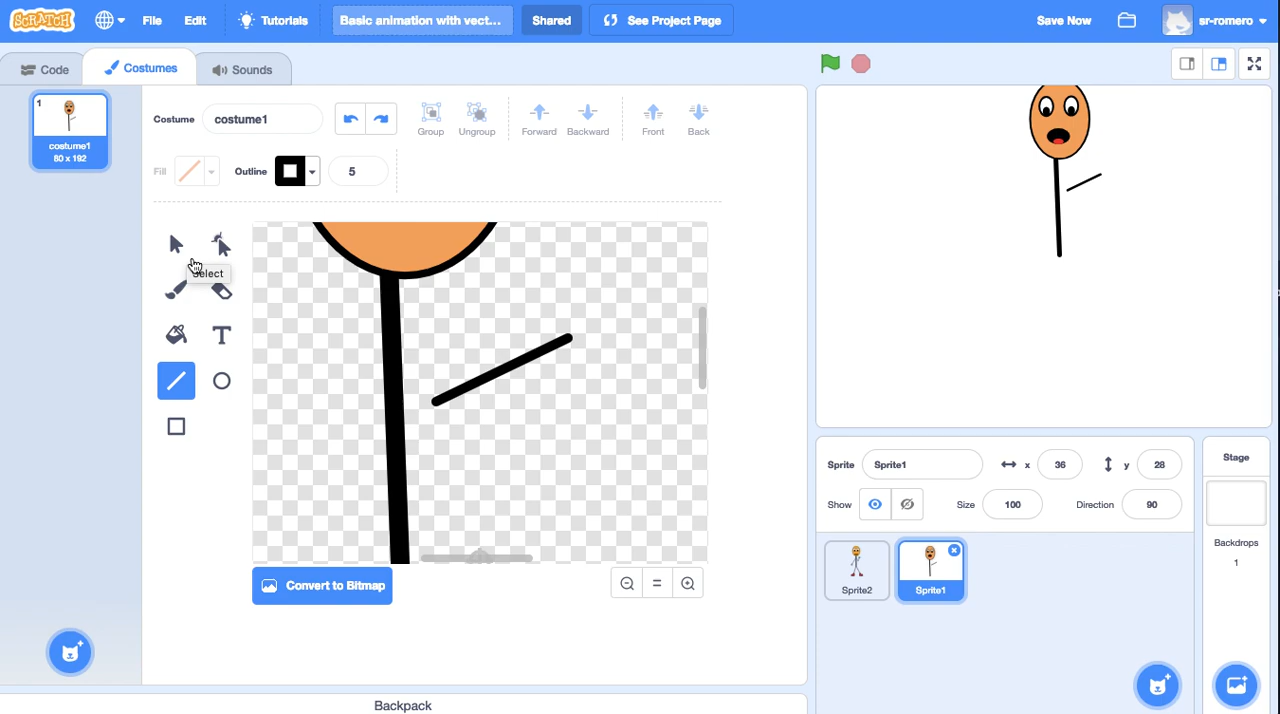 SCRATCH File Edit Tutorials Basic animation with vect... Shared See Project Page Save Now sr-romero
Code Costumes Sounds
1
costume1
60 x 192
Costume costume1 Group Ungroup Forward Backward Front Back
Fill Outline 5
Select
T
Convert to Bitmap
Backpack
Sprite Sprite1 x 36 y 28
Show Size 100 Direction 90
Sprite2 Sprite1
Stage
Backdrops
1